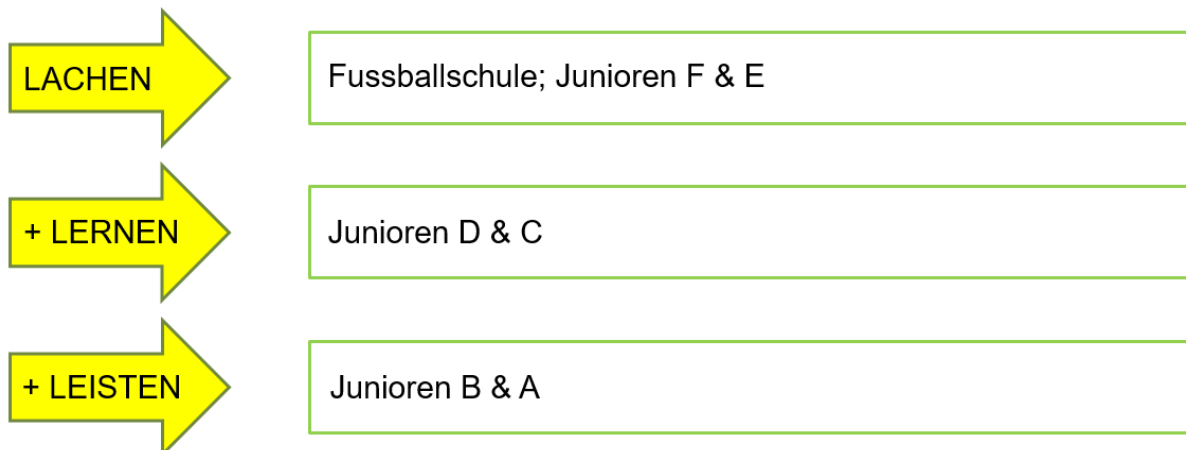 LACHEN
Fussballschule; Junioren F & E
+ LERNEN
Junioren D & C
+ LEISTEN
Junioren B & A